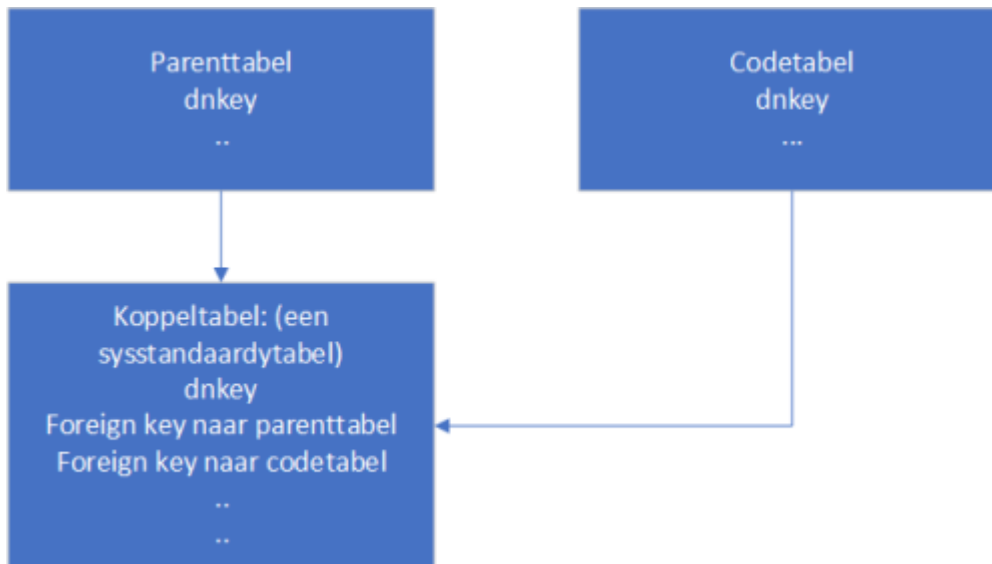 Parenttabel
dnkey
..
Codetabel
dnkey
...
Koppeltabel: (een
sysstandaardytabel)
dnkey
Foreign key naar parenttabel
Foreign key naar codetabel
..
..